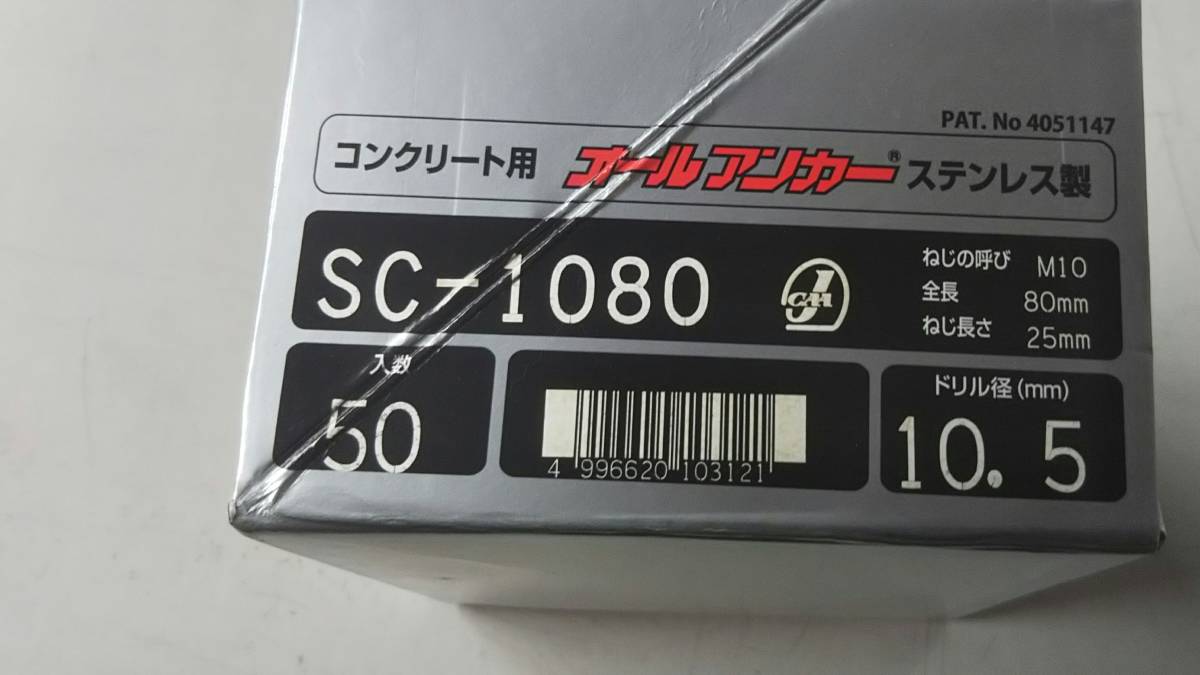 PAT. No 4051147
コンクリート用 オールアンカー® ステンレス製
SC-1080
JCAA
ねじの呼び M10
全長 80mm
ねじ長さ 25mm
入数
50
4 996620 103121
ドリル径(mm)
10.5